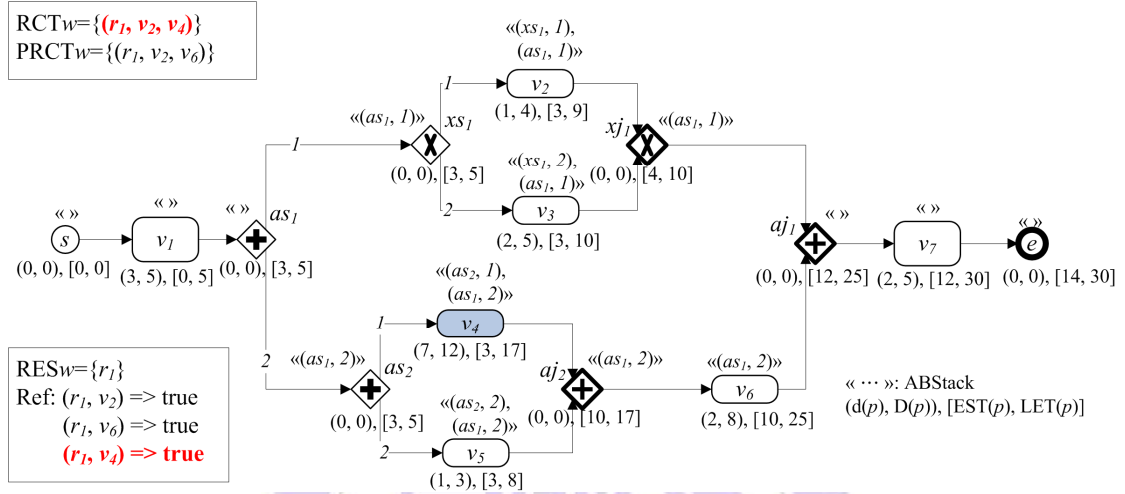 RCTw={(r1, v2, v4)}
PRCTw={(r1, v2, v6)}
«(xs1, 1),
(as1, 1)»
1
v2
(1, 4), [3, 9]
«(as1, 1)»
xs1
xj1
«(as1, 1)»
1
(0, 0), [3, 5]
«(xs1, 2),
(as1, 1)»
(0, 0), [4, 10]
2
v3
(2, 5), [3, 10]
« »
« »
« »
as1
s
v1
(0, 0), [0, 0]
(3, 5), [0, 5]
(0, 0), [3, 5]
aj1
« »
« »
« »
v7
e
(0, 0), [12, 25]
(2, 5), [12, 30]
(0, 0), [14, 30]
«(as2, 1),
(as1, 2)»
1
v4
(7, 12), [3, 17]
2
«(as1, 2)»
as2
aj2
«(as1, 2)»
«(as1, 2)»
v6
(0, 0), [3, 5]
«(as2, 2),
(as1, 2)»
(0, 0), [10, 17]
(2, 8), [10, 25]
2
v5
(1, 3), [3, 8]
RESw={r1}
Ref: (r1, v2) => true
(r1, v6) => true
(r1, v4) => true
« ··· »: ABStack
(d(p), D(p)), [EST(p), LET(p)]